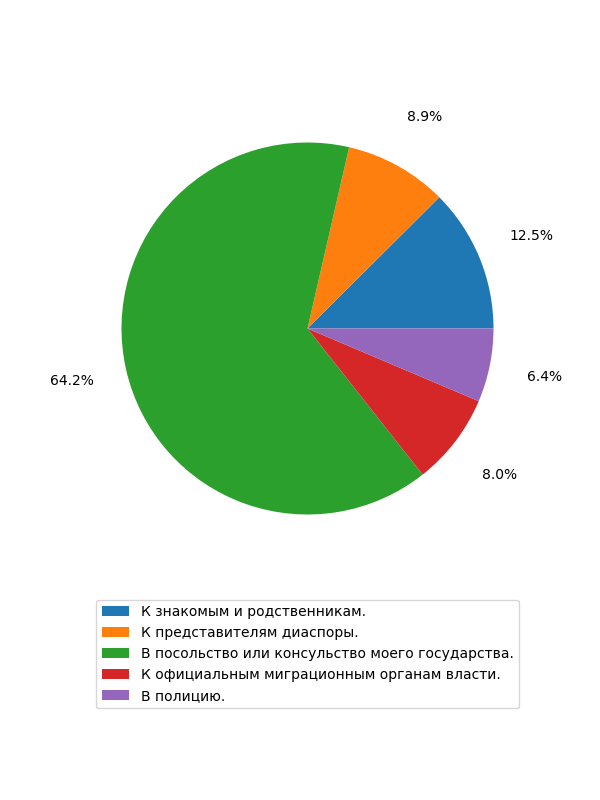 8.9%
12.5%
64.2%
6.4%
8.0%
К знакомым и родственникам.
К представителям диаспоры.
В посольство или консульство моего государства.
К официальным миграционным органам власти.
В полицию.